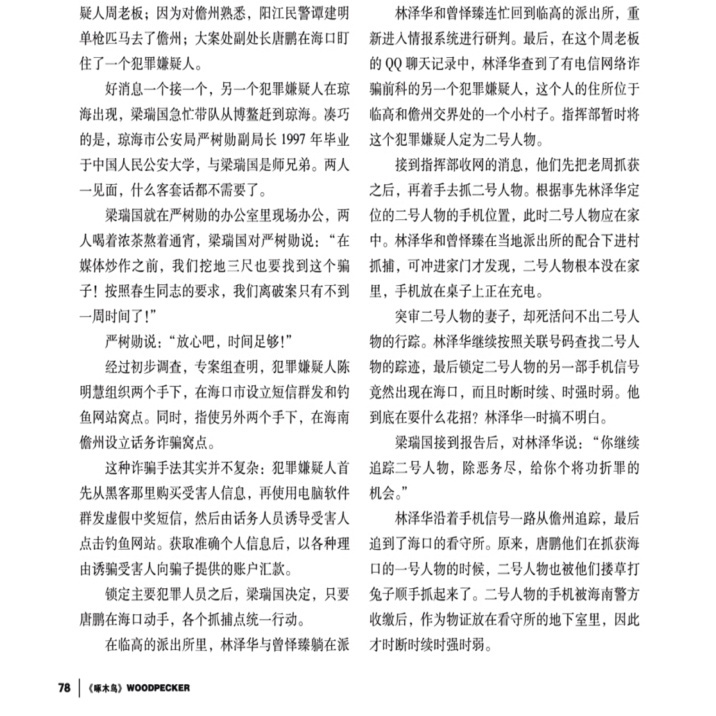 疑人周老板；因为对儋州熟悉，阳江民警谭建明
单枪匹马去了儋州；大案处副处长唐鹏在海口盯
住了一个犯罪嫌疑人。
好消息一个接一个，另一个犯罪嫌疑人在琼
海出现，梁瑞国急忙带队从博鳌赶到琼海。凑巧
的是，琼海市公安局严树勋副局长 1997 年毕业
于中国人民公安大学，与梁瑞国是师兄弟。两人
一见面，什么客套话都不需要了。
梁瑞国就在严树勋的办公室里现场办公，两
人喝着浓茶熬着通宵，梁瑞国对严树勋说：“在
媒体炒作之前，我们挖地三尺也要找到这个骗
子！按照春生同志的要求，我们离破案只有不到
一周时间了！”
严树勋说：“放心吧，时间足够！”
经过初步调查，专案组查明，犯罪嫌疑人陈
明慧组织两个手下，在海口市设立短信群发和钓
鱼网站窝点。同时，指使另外两个手下，在海南
儋州设立话务诈骗窝点。
这种诈骗手法其实并不复杂：犯罪嫌疑人首
先从黑客那里购买受害人信息，再使用电脑软件
群发虚假中奖短信，然后由话务人员诱导受害人
点击钓鱼网站。获取准确个人信息后，以各种理
由诱骗受害人向骗子提供的账户汇款。
锁定主要犯罪人员之后，梁瑞国决定，只要
唐鹏在海口动手，各个抓捕点统一行动。
在临高的派出所里，林泽华与曾怿臻躺在派
林泽华和曾怿臻连忙回到临高的派出所，重
新进入情报系统进行研判。最后，在这个周老板
的 QQ 聊天记录中，林泽华查到了有电信网络诈
骗前科的另一个犯罪嫌疑人，这个人的住所位于
临高和儋州交界处的一个小村子。指挥部暂时将
这个犯罪嫌疑人定为二号人物。
接到指挥部收网的消息，他们先把老周抓获
之后，再着手去抓二号人物。根据事先林泽华定
位的二号人物的手机位置，此时二号人物应在家
中。林泽华和曾怿臻在当地派出所的配合下进村
抓捕，可冲进家门才发现，二号人物根本没在家
里，手机放在桌子上正在充电。
突审二号人物的妻子，却死活问不出二号人
物的行踪。林泽华继续按照关联号码查找二号人
物的踪迹，最后锁定二号人物的另一部手机信号
竟然出现在海口，而且时断时续、时强时弱。他
到底在耍什么花招？林泽华一时搞不明白。
梁瑞国接到报告后，对林泽华说：“你继续
追踪二号人物，除恶务尽，给你个将功折罪的
机会。”
林泽华沿着手机信号一路从儋州追踪，最后
追到了海口的看守所。原来，唐鹏他们在抓获海
口的一号人物的时候，二号人物也被他们搂草打
兔子顺手抓起来了。二号人物的手机被海南警方
收缴后，作为物证放在看守所的地下室里，因此
才时断时续时强时弱。
78 《啄木鸟》WOODPECKER